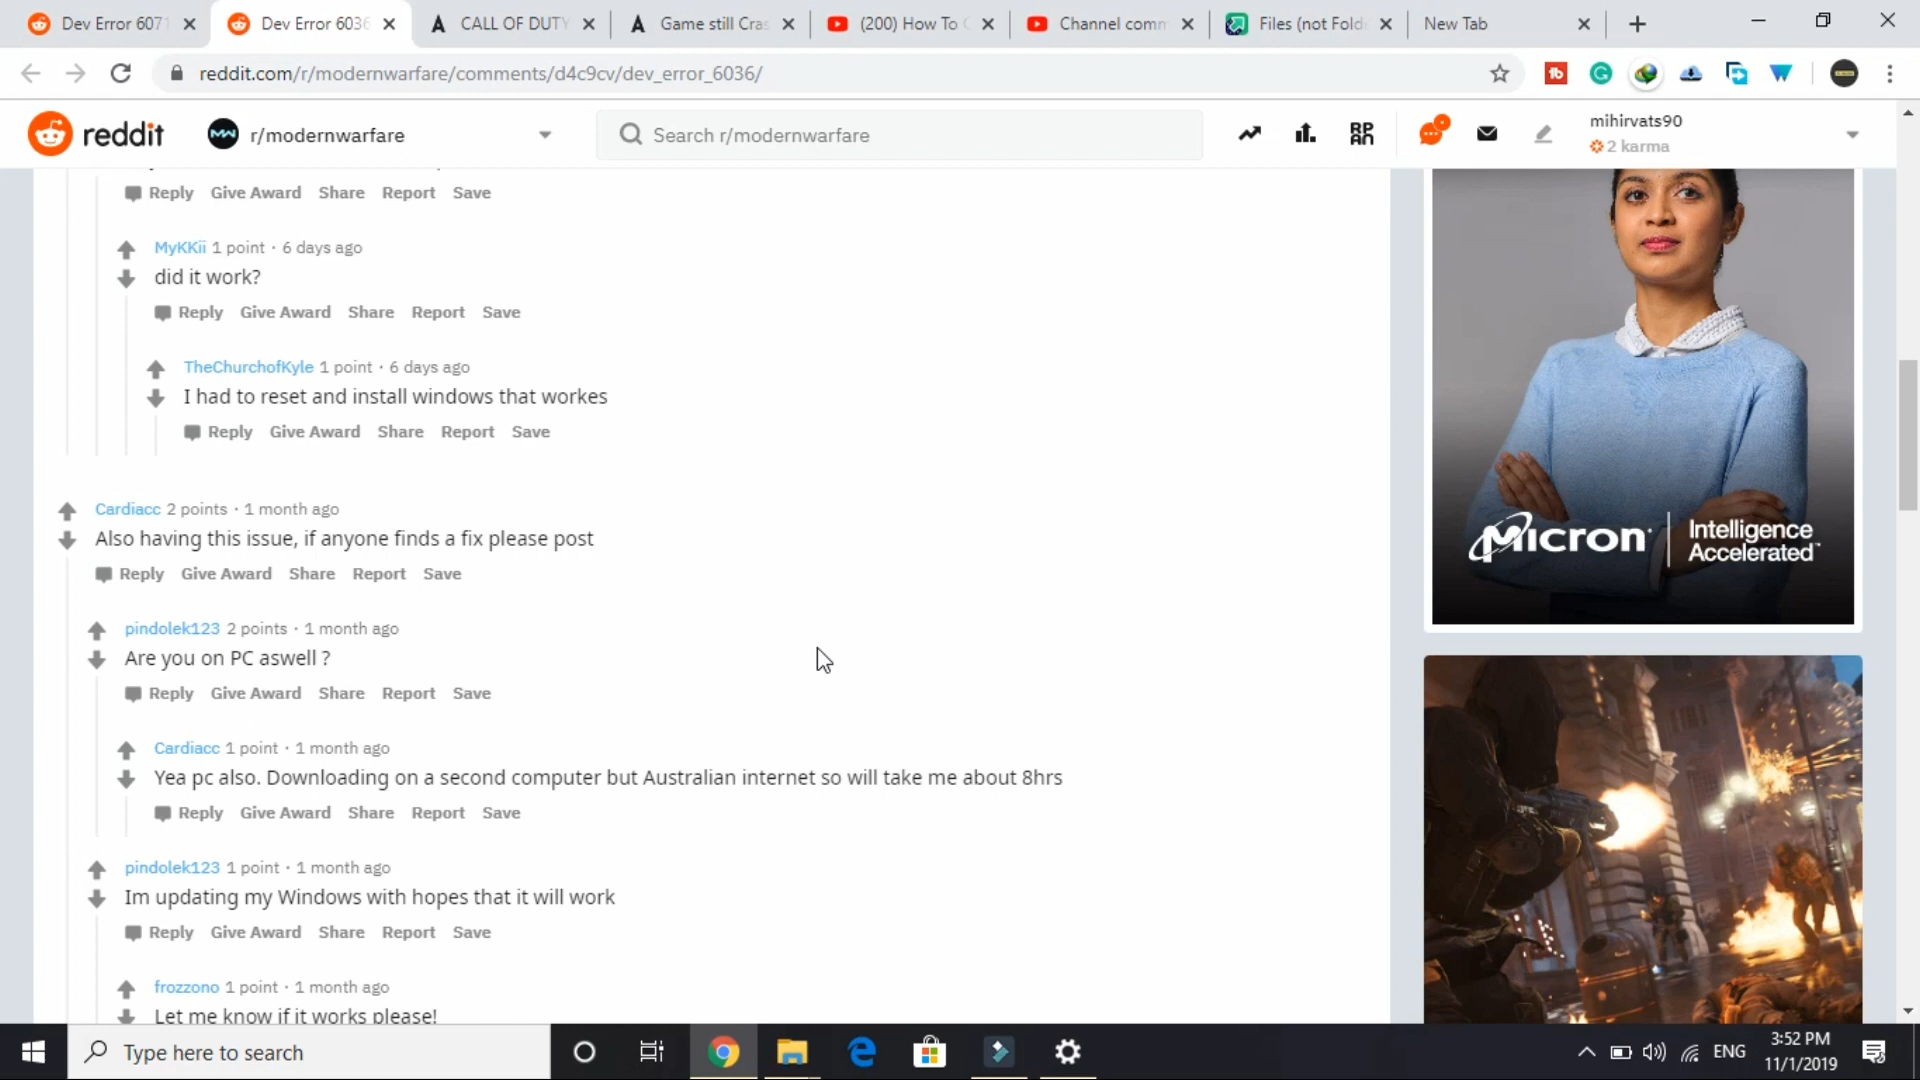 Dev Error 6071
Dev Error 6036
CALL OF DUTY
Game still Cras
(200) How To C
Channel comm
Files (not Fold
New Tab
reddit.com/r/modernwarfare/comments/d4c9cv/dev_error_6036/
reddit
r/modernwarfare
Search r/modernwarfare
mihirvats90
2 karma
Reply Give Award Share Report Save
MyKKii 1 point · 6 days ago
did it work?
Reply Give Award Share Report Save
TheChurchofKyle 1 point · 6 days ago
I had to reset and install windows that workes
Reply Give Award Share Report Save
Cardiacc 2 points · 1 month ago
Also having this issue, if anyone finds a fix please post
Reply Give Award Share Report Save
pindolek123 2 points · 1 month ago
Are you on PC aswell ?
Reply Give Award Share Report Save
Cardiacc 1 point · 1 month ago
Yea pc also. Downloading on a second computer but Australian internet so will take me about 8hrs
Reply Give Award Share Report Save
pindolek123 1 point · 1 month ago
Im updating my Windows with hopes that it will work
Reply Give Award Share Report Save
frozzono 1 point · 1 month ago
Let me know if it works please!
Micron
Intelligence
Accelerated™
Type here to search
ENG
3:52 PM
11/1/2019